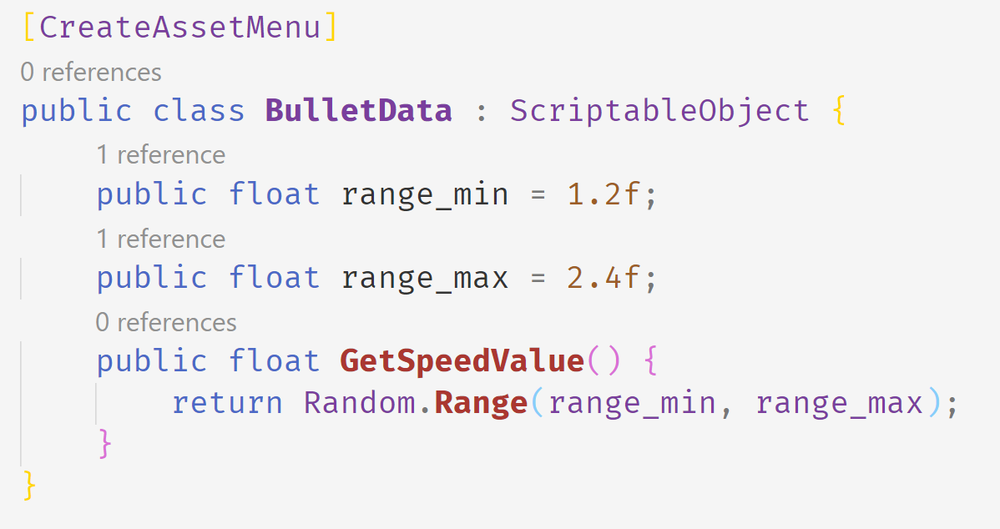 [CreateAssetMenu]
0 references
public class BulletData : ScriptableObject {
1 reference
public float range_min = 1.2f;
1 reference
public float range_max = 2.4f;
0 references
public float GetSpeedValue() {
return Random.Range(range_min, range_max);
}
}